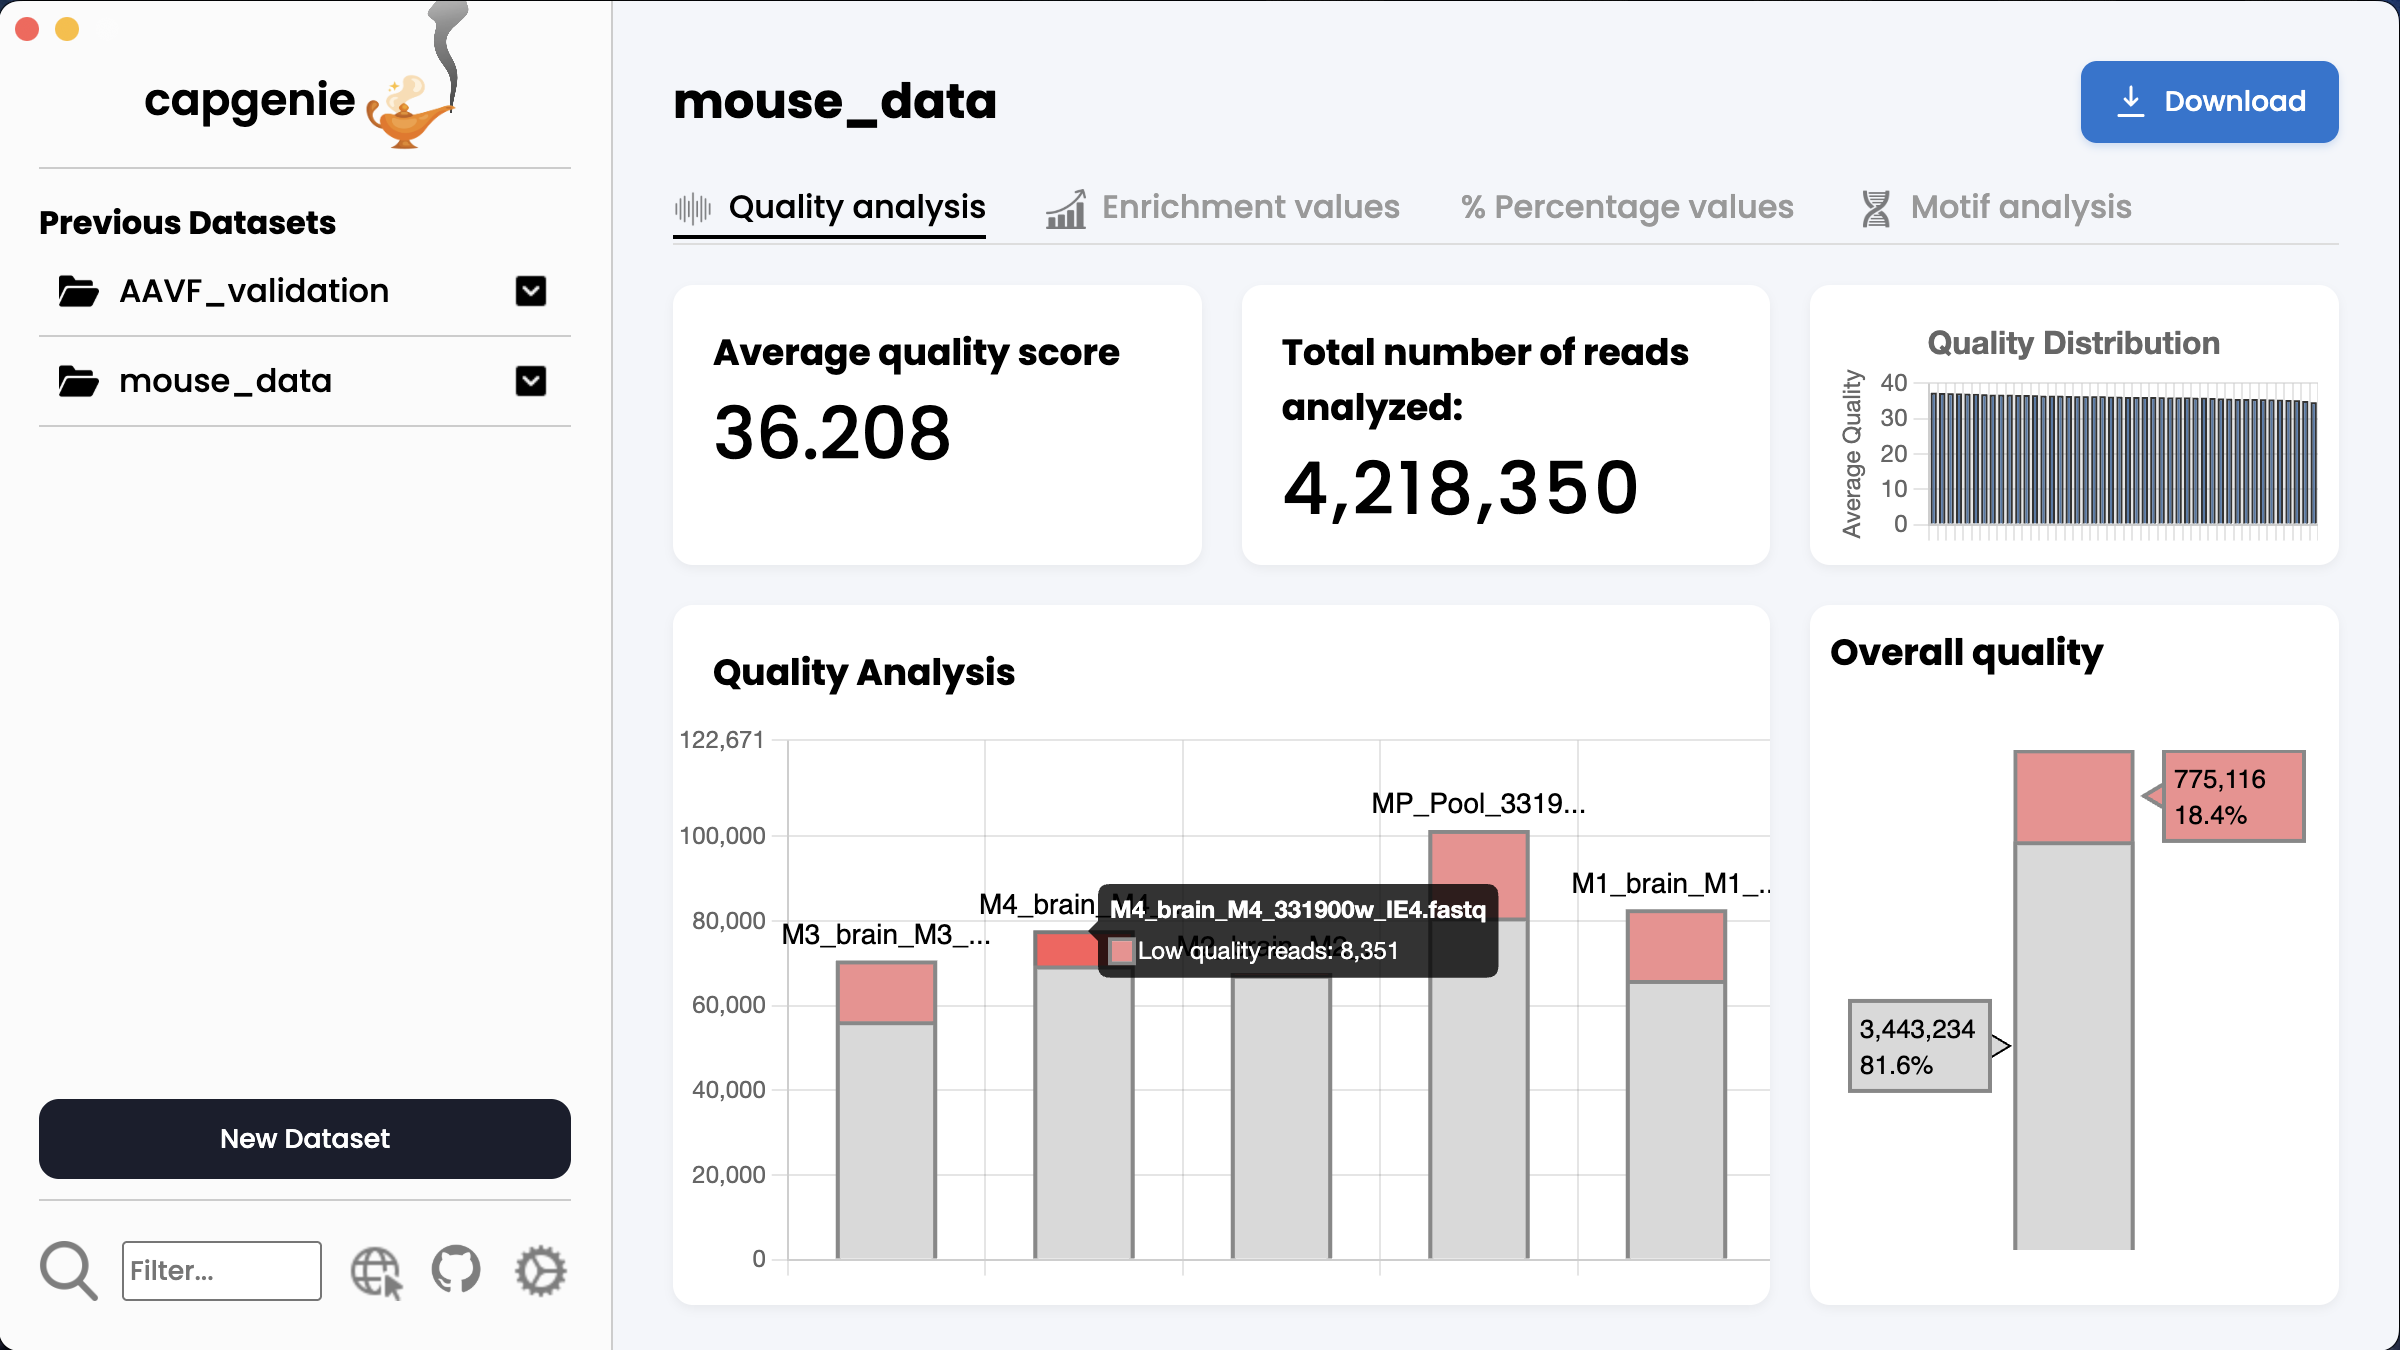 capgenie
Previous Datasets
AAVF_validation
mouse_data
New Dataset
Filter...
mouse_data
Download
Quality analysis
Enrichment values
% Percentage values
Motif analysis
Average quality score
36.208
Total number of reads
analyzed:
4,218,350
Quality Distribution
Average Quality
40
30
20
10
0
Quality Analysis
122,671
100,000
80,000
60,000
40,000
20,000
0
M3_brain_M3_...
M4_brain_M4_
M4_brain_M4_331900w_IE4.fastq
Low quality reads: 8,351
MP_Pool_3319...
M1_brain_M1_...
Overall quality
775,116
18.4%
3,443,234
81.6%